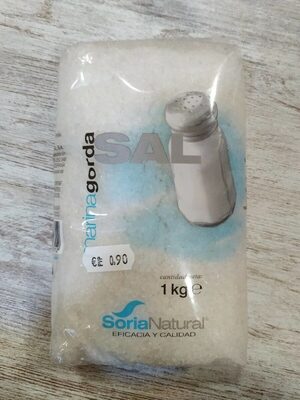 SAL
marinagorda
€ 0.90
cantidad neta:
1 kg e
SoriaNatural®
EFICACIA Y CALIDAD